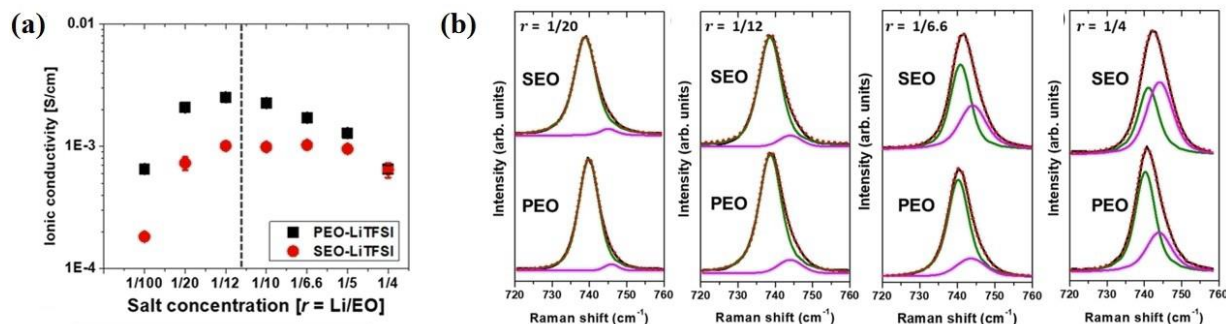 (a)
Ionic conductivity [S/cm]
0.01
1E-3
1E-4
PEO-LiTFSI
SEO-LiTFSI
1/100 1/20 1/12 1/10 1/6.6 1/5 1/4
Salt concentration [r = Li/EO]
(b)
Intensity (arb. units)
r = 1/20
SEO
PEO
720 730 740 750 760
Raman shift (cm-1)
Intensity (arb. units)
r = 1/12
SEO
PEO
720 730 740 750 760
Raman shift (cm-1)
Intensity (arb. units)
r = 1/6.6
SEO
PEO
720 730 740 750 760
Raman shift (cm-1)
Intensity (arb. units)
r = 1/4
SEO
PEO
720 730 740 750 760
Raman shift (cm-1)